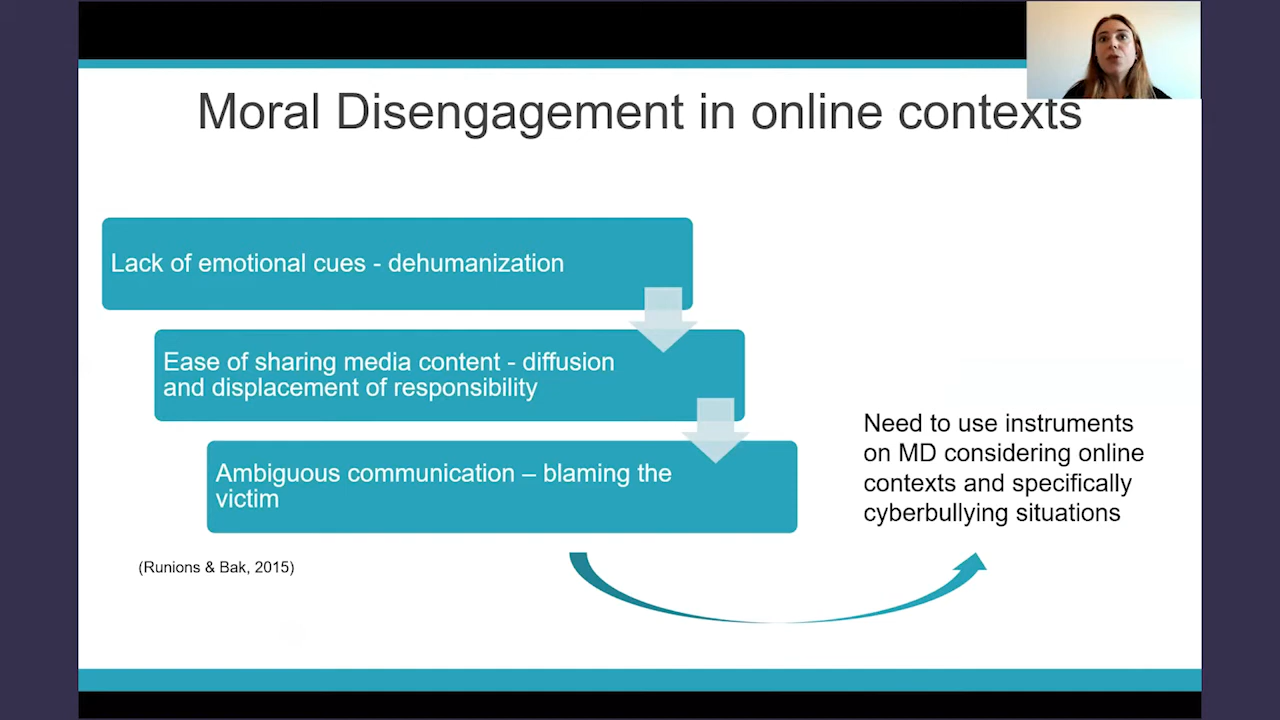 Moral Disengagement in online contexts
Lack of emotional cues - dehumanization
Ease of sharing media content - diffusion
and displacement of responsibility
Ambiguous communication – blaming the
victim
Need to use instruments
on MD considering online
contexts and specifically
cyberbullying situations
(Runions & Bak, 2015)